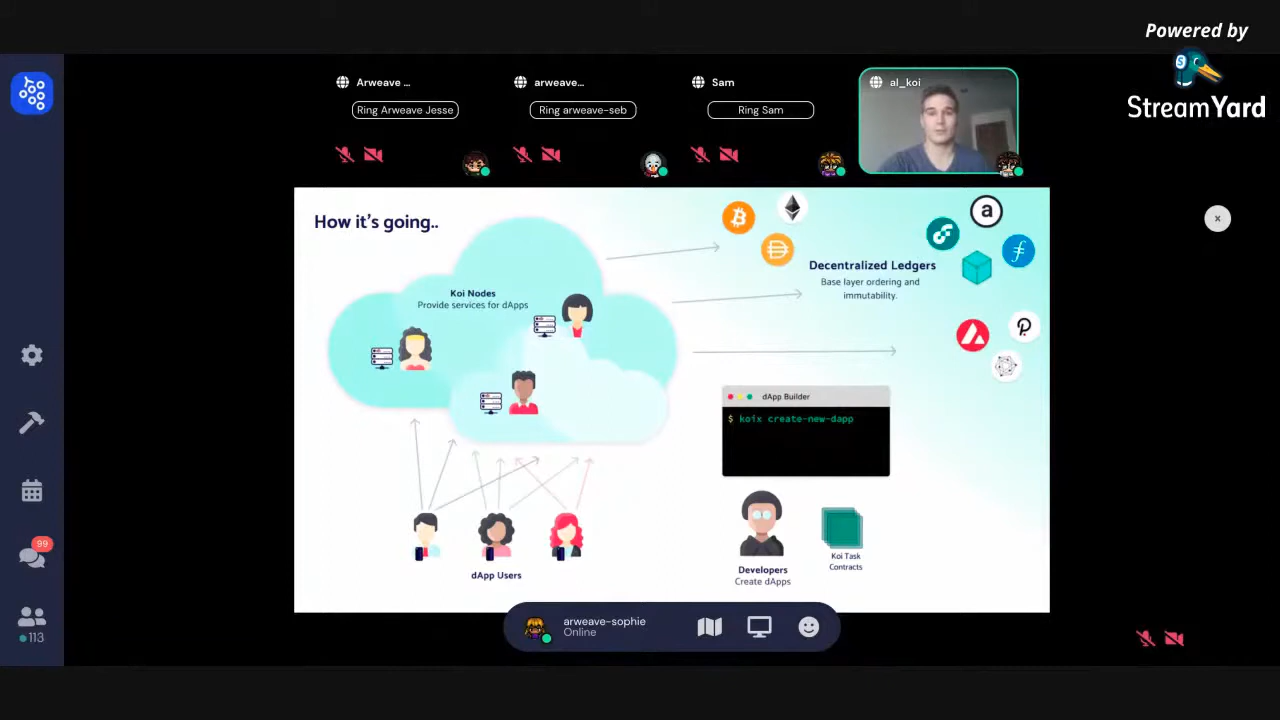 Powered by
StreamYard
Arweave ...
Ring Arweave Jesse
arweave...
Ring arweave-seb
Sam
Ring Sam
al_koi
How it's going..
Koi Nodes
Provide services for dApps
Decentralized Ledgers
Base layer ordering and
immutability.
dApp Builder
$ koix create-new-dapp
dApp Users
Developers
Create dApps
Koi Task
Contracts
99
113
arweave-sophie
Online